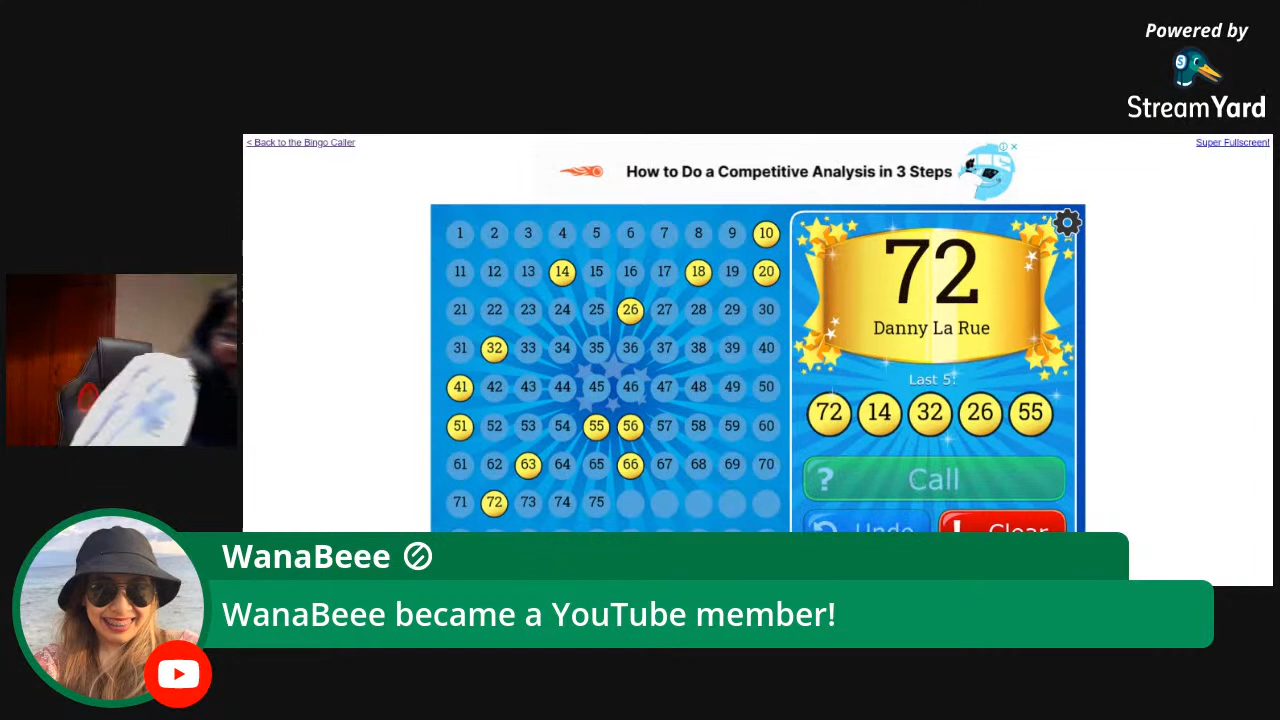 Powered by
StreamYard
< Back to the Bingo Caller
Super Fullscreen!
How to Do a Competitive Analysis in 3 Steps
1 2 3 4 5 6 7 8 9 10
11 12 13 14 15 16 17 18 19 20
21 22 23 24 25 26 27 28 29 30
31 32 33 34 35 36 37 38 39 40
41 42 43 44 45 46 47 48 49 50
51 52 53 54 55 56 57 58 59 60
61 62 63 64 65 66 67 68 69 70
71 72 73 74 75
72
Danny La Rue
Last 5!
72 14 32 26 55
? Call
Undo
! Clear
WanaBeee
WanaBeee became a YouTube member!